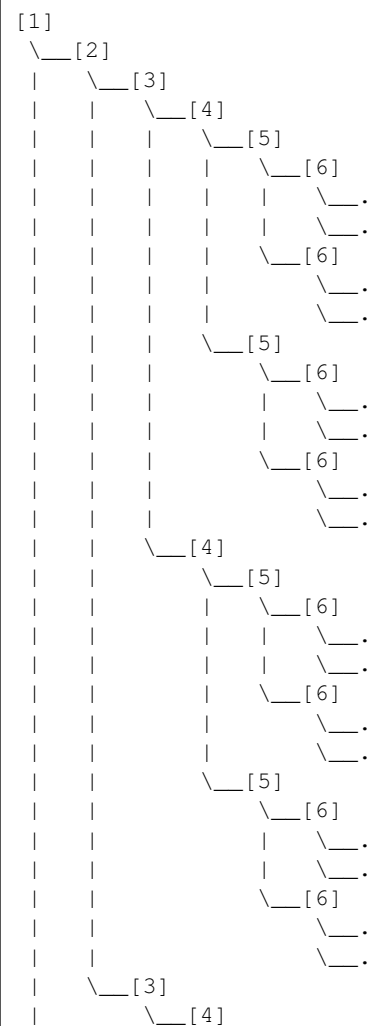 [1]
 \__[2]
 |   \__[3]
 |   |   \__[4]
 |   |   |   \__[5]
 |   |   |   |   \__[6]
 |   |   |   |   |   \__.
 |   |   |   |   |   \__.
 |   |   |   |   \__[6]
 |   |   |   |       \__.
 |   |   |   |       \__.
 |   |   |   \__[5]
 |   |   |       \__[6]
 |   |   |       |   \__.
 |   |   |       |   \__.
 |   |   |       \__[6]
 |   |   |           \__.
 |   |   |           \__.
 |   |   \__[4]
 |   |       \__[5]
 |   |       |   \__[6]
 |   |       |   |   \__.
 |   |       |   |   \__.
 |   |       |   \__[6]
 |   |       |       \__.
 |   |       |       \__.
 |   |       \__[5]
 |   |           \__[6]
 |   |           |   \__.
 |   |           |   \__.
 |   |           \__[6]
 |   |               \__.
 |   |               \__.
 |   \__[3]
 |       \__[4]